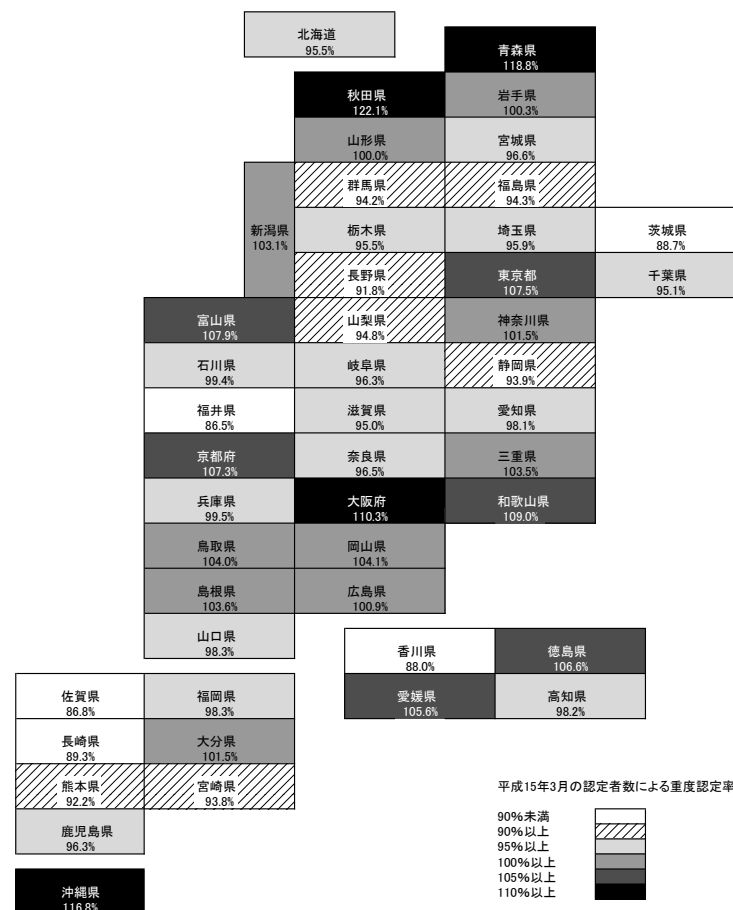 北海道
95.5%
青森県
118.8%
秋田県
122.1%
岩手県
100.3%
山形県
100.0%
宮城県
96.6%
群馬県
94.2%
福島県
94.3%
新潟県
103.1%
栃木県
95.5%
埼玉県
95.9%
茨城県
88.7%
長野県
91.8%
東京都
107.5%
千葉県
95.1%
富山県
107.9%
山梨県
94.8%
神奈川県
101.5%
石川県
99.4%
岐阜県
96.3%
静岡県
93.9%
福井県
86.5%
滋賀県
95.0%
愛知県
98.1%
京都府
107.3%
奈良県
96.5%
三重県
103.5%
兵庫県
99.5%
大阪府
110.3%
和歌山県
109.0%
鳥取県
104.0%
岡山県
104.1%
島根県
103.6%
広島県
100.9%
山口県
98.3%
香川県
88.0%
徳島県
106.6%
愛媛県
105.6%
高知県
98.2%
佐賀県
86.8%
福岡県
98.3%
長崎県
89.3%
大分県
101.5%
熊本県
92.2%
宮崎県
93.8%
鹿児島県
96.3%
沖縄県
116.8%
平成15年3月の認定者数による重度認定率
90%未満
90%以上
95%以上
100%以上
105%以上
110%以上